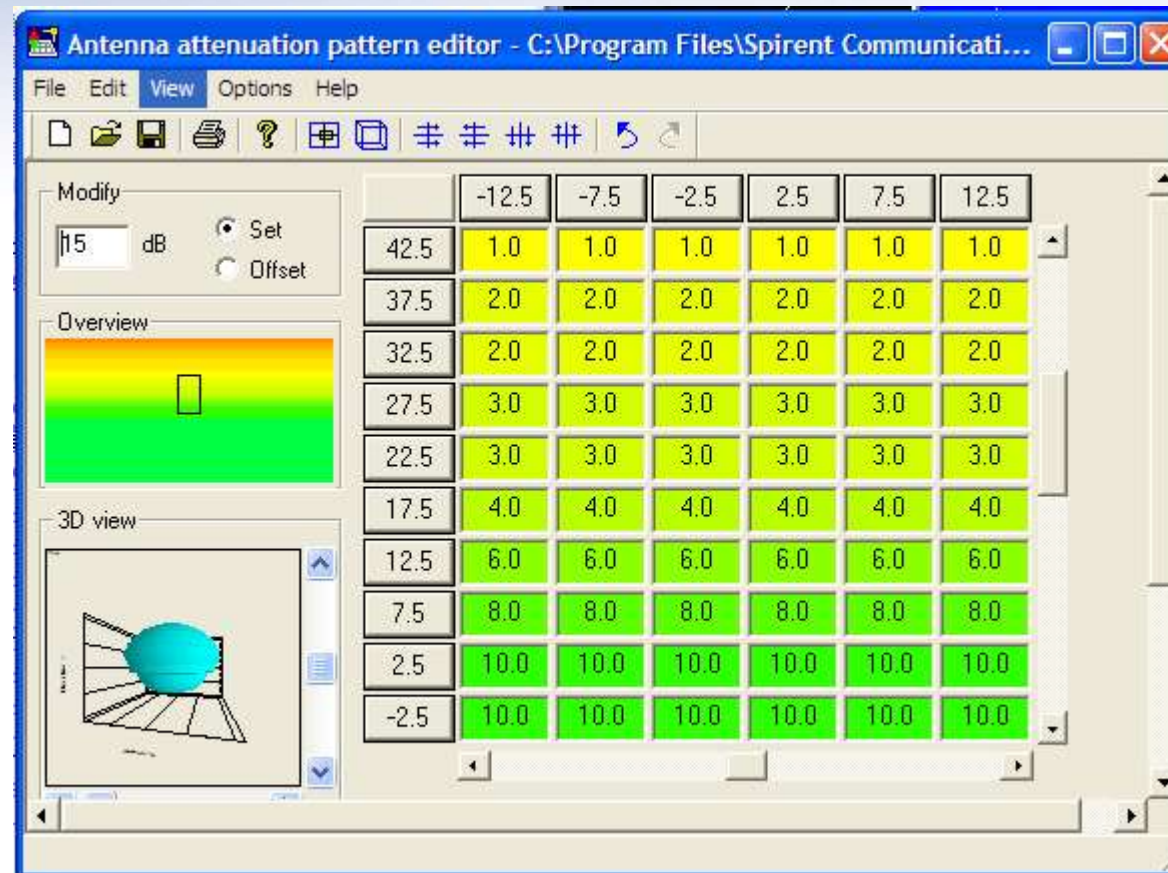 Antenna attenuation pattern editor - C:\Program Files\Spirent Communicati...
File Edit View Options Help
Modify
15 dB
Set
Offset
Overview
3D view
-12.5 -7.5 -2.5 2.5 7.5 12.5
42.5 1.0 1.0 1.0 1.0 1.0 1.0
37.5 2.0 2.0 2.0 2.0 2.0 2.0
32.5 2.0 2.0 2.0 2.0 2.0 2.0
27.5 3.0 3.0 3.0 3.0 3.0 3.0
22.5 3.0 3.0 3.0 3.0 3.0 3.0
17.5 4.0 4.0 4.0 4.0 4.0 4.0
12.5 6.0 6.0 6.0 6.0 6.0 6.0
7.5 8.0 8.0 8.0 8.0 8.0 8.0
2.5 10.0 10.0 10.0 10.0 10.0 10.0
-2.5 10.0 10.0 10.0 10.0 10.0 10.0